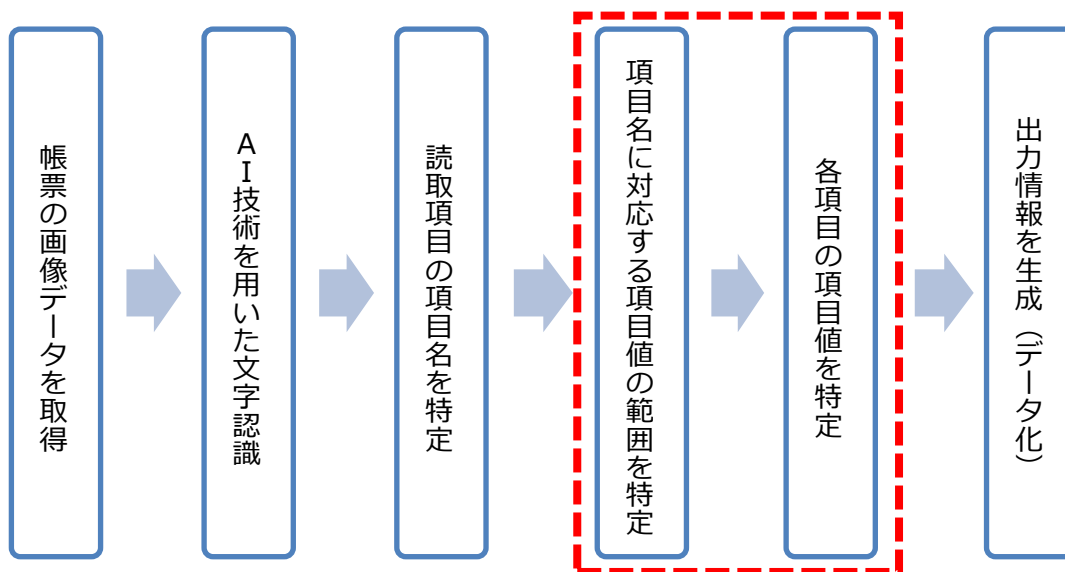 帳票の画像データを取得
AI技術を用いた文字認識
読取項目の項目名を特定
項目名に対応する項目値の範囲を特定
各項目の項目値を特定
出力情報を生成（データ化）